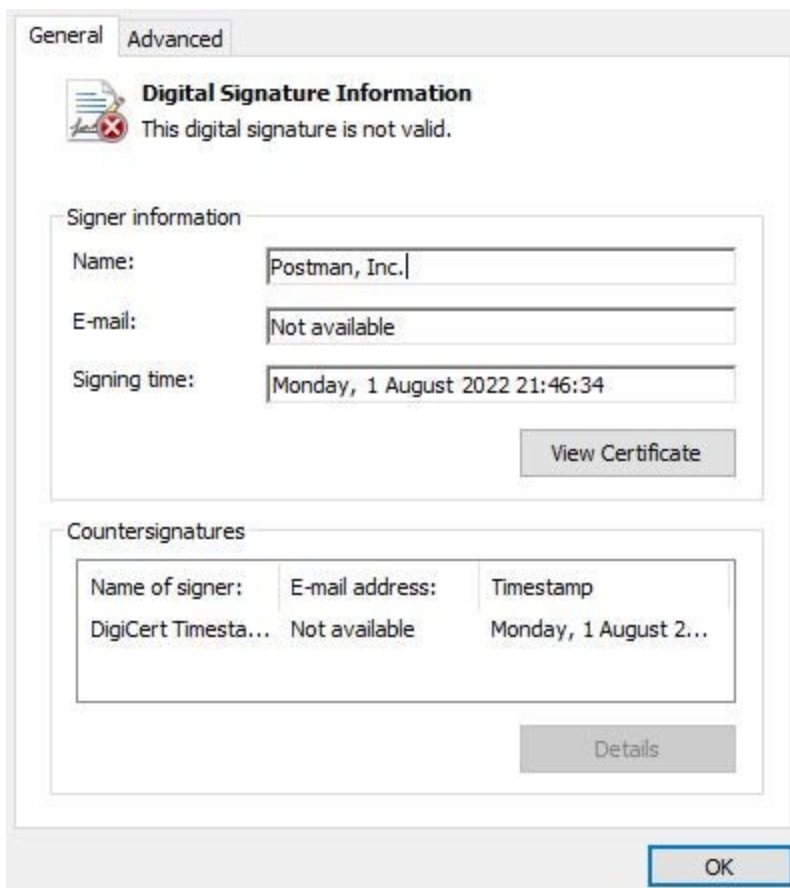 General Advanced
Digital Signature Information
This digital signature is not valid.
Signer information
Name: Postman, Inc.
E-mail: Not available
Signing time: Monday, 1 August 2022 21:46:34
View Certificate
Countersignatures
Name of signer: E-mail address: Timestamp
DigiCert Timesta... Not available Monday, 1 August 2...
Details
OK